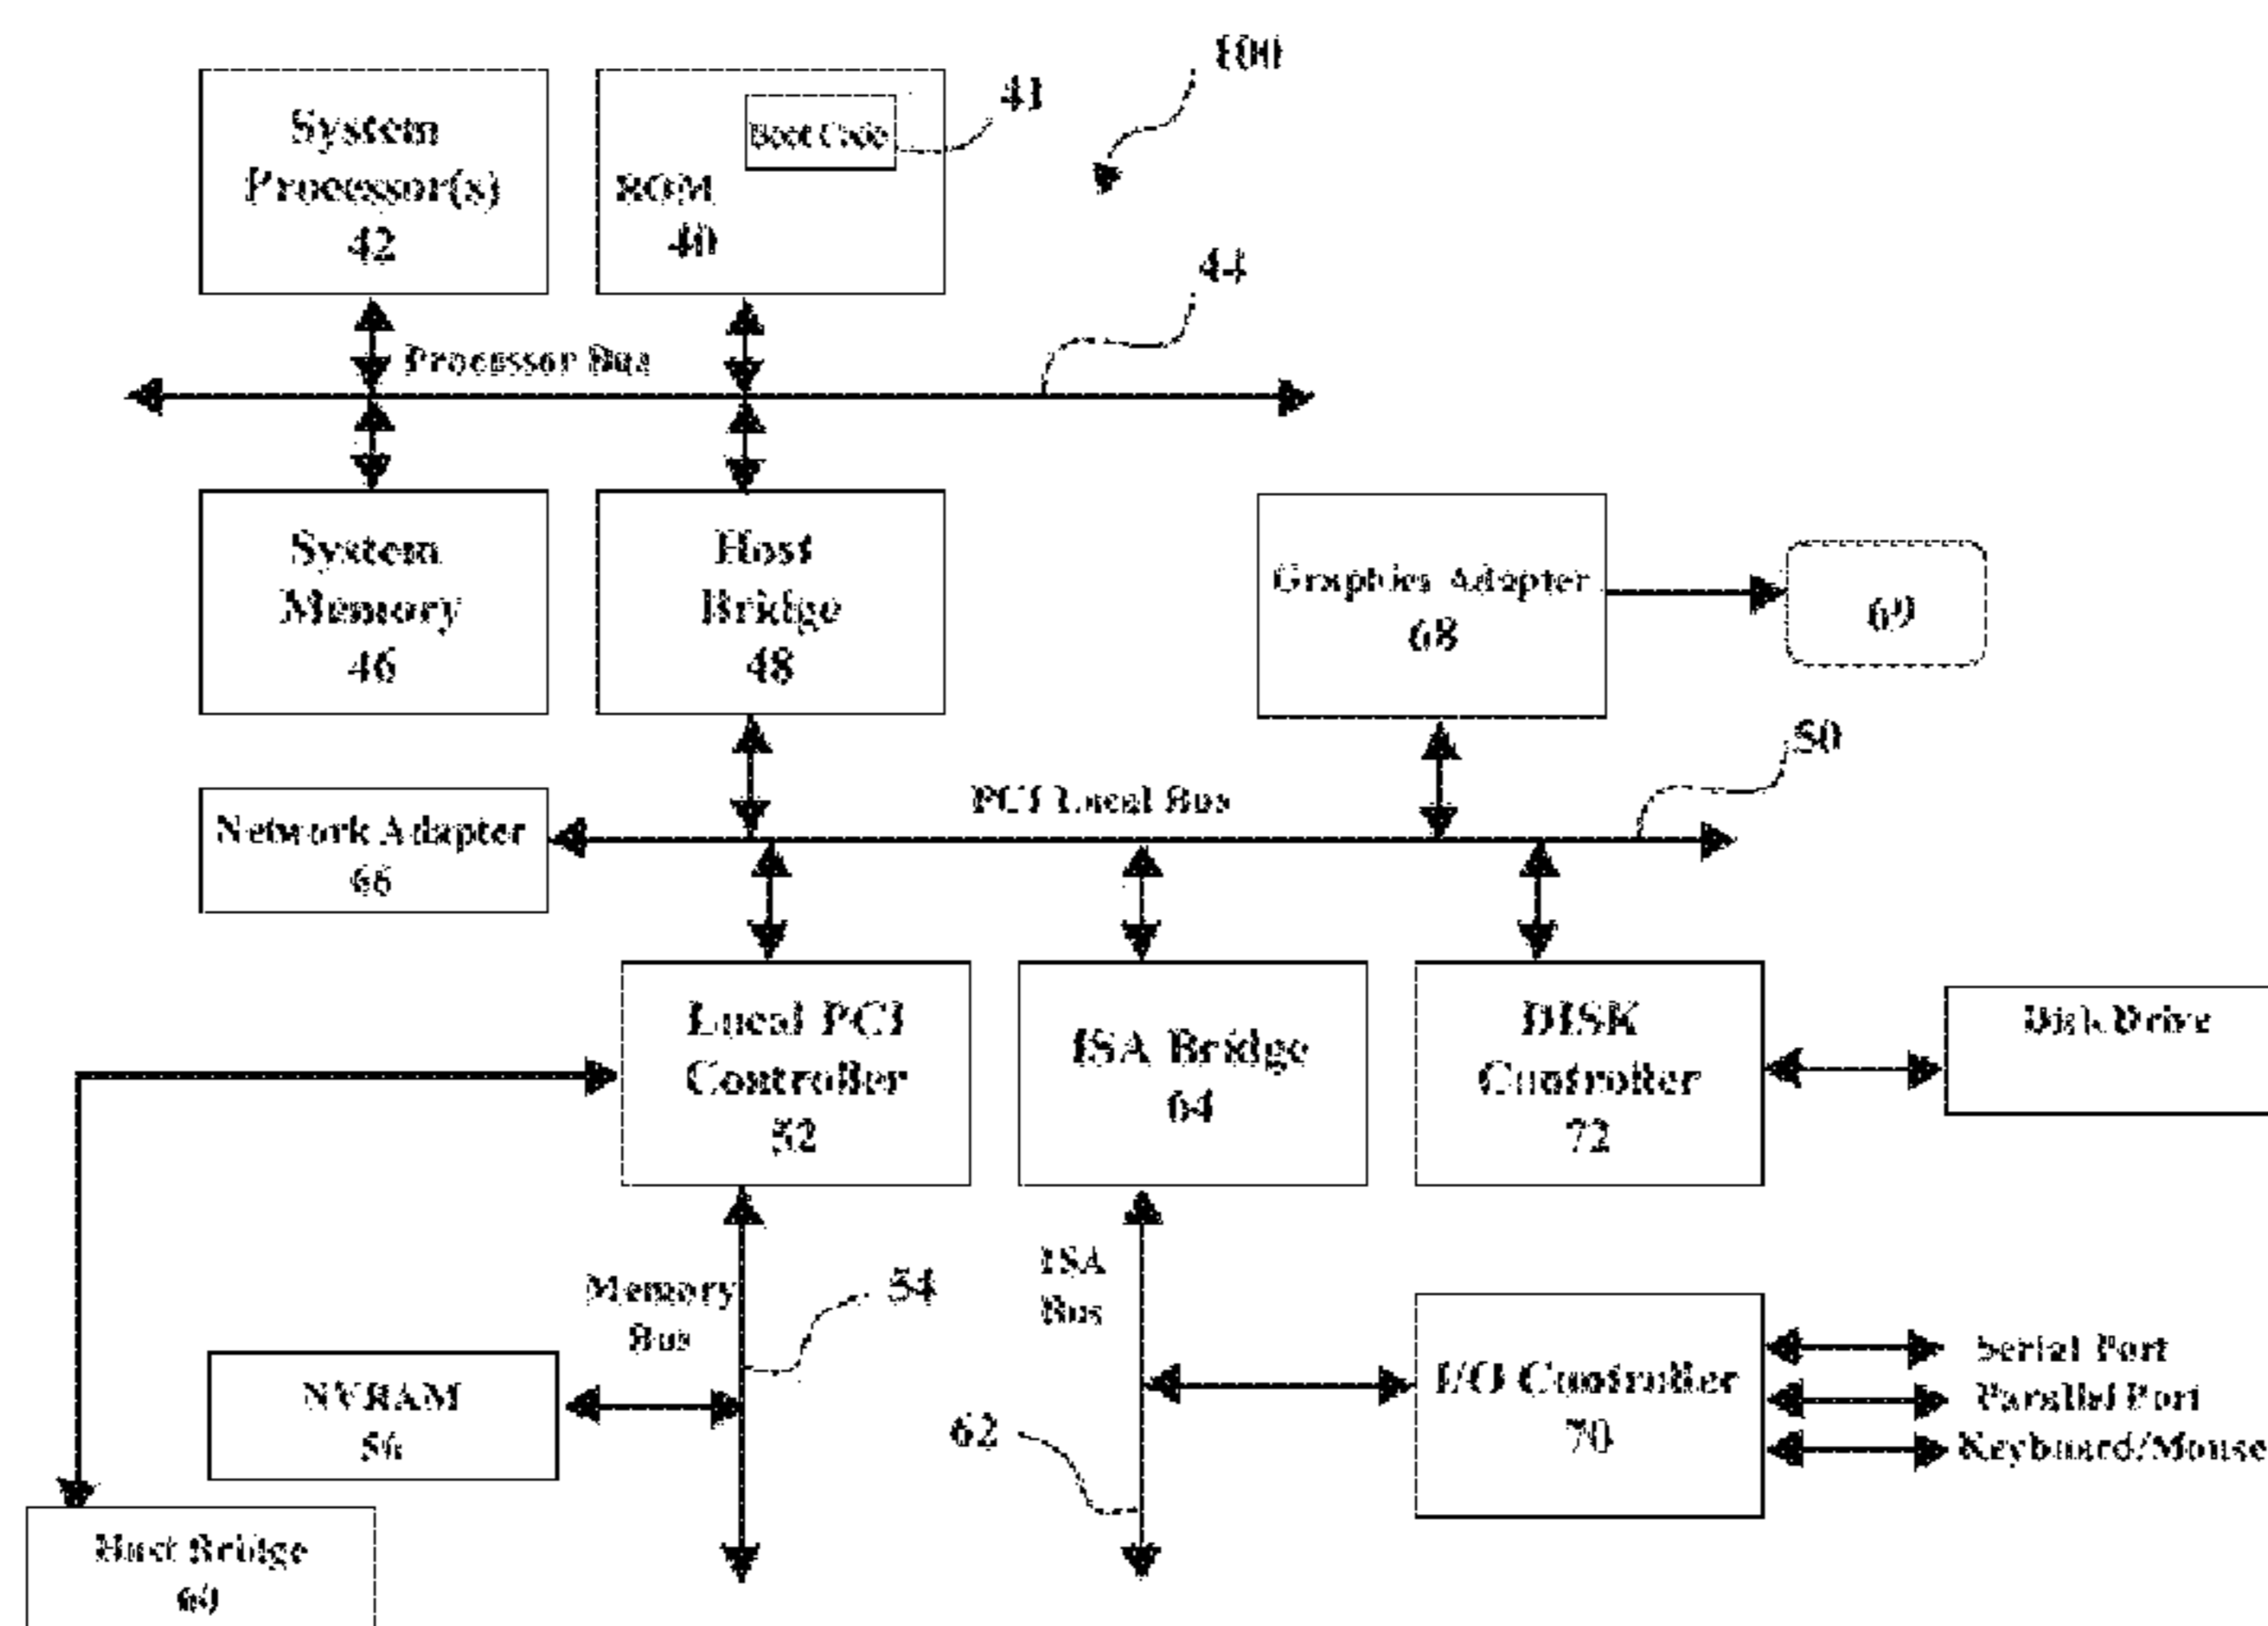 100
41
Boot Code
System
Processor(s)
42
ROM
40
44
Processor Bus
System
Memory
46
Host
Bridge
48
Graphics Adapter
68
69
50
PCI Local Bus
Network Adapter
66
Local PCI
Controller
52
ISA Bridge
64
DISK
Controller
72
Disk Drive
Memory
Bus
54
ISA
Bus
NVRAM
56
62
I/O Controller
70
Serial Port
Parallel Port
Keyboard/Mouse
Host Bridge
60